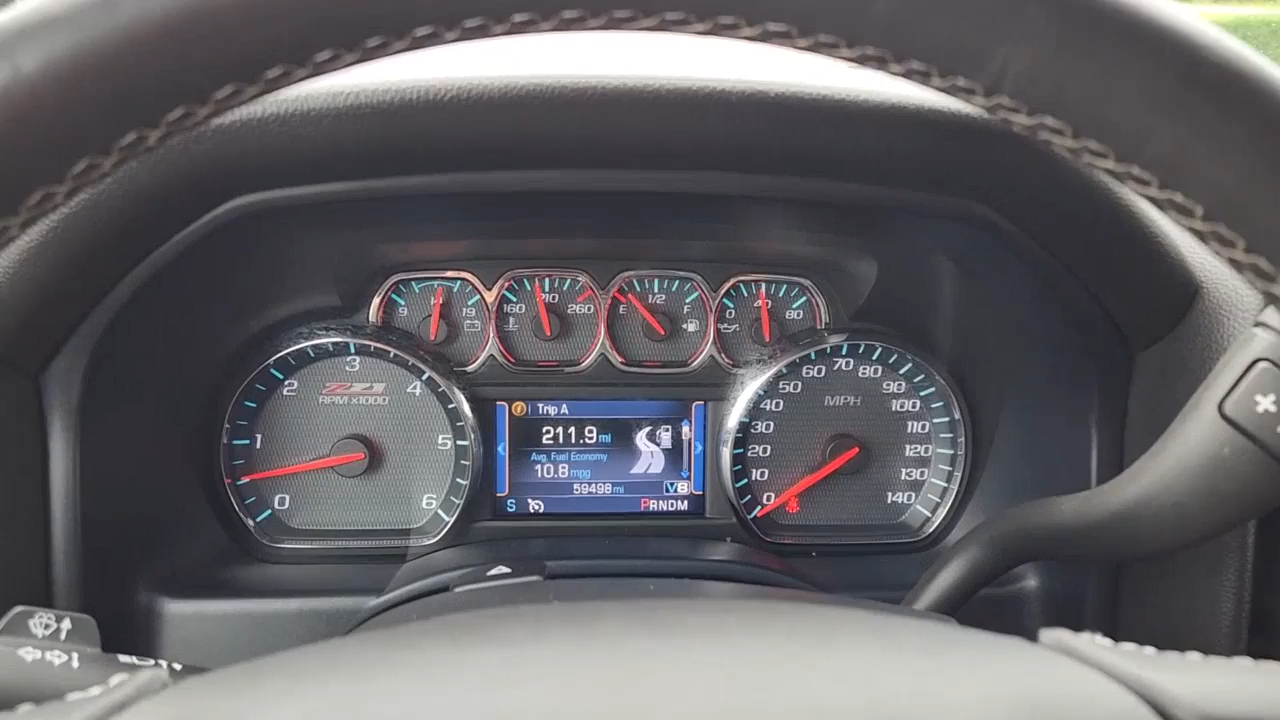 14
9 19
210
160 260
1/2
E F
40
0 80
0 1 2 3 4 5 6
Z71
RPM x1000
Trip A
211.9 mi
Avg. Fuel Economy
10.8 mpg
59498 mi
V8
S
PRNDM
0 10 20 30 40 50 60 70 80 90 100 110 120 130 140
MPH